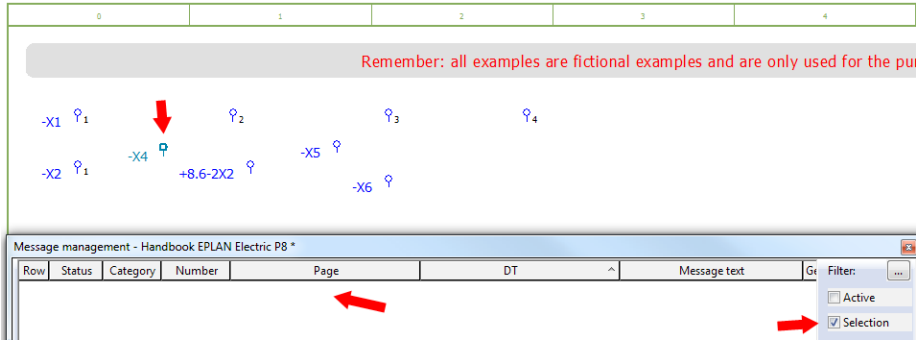 0 1 2 3 4
Remember: all examples are fictional examples and are only used for the pur
-X1 1 2 3 4
-X4 -X5
-X2 1 +8.6-2X2 -X6
Message management - Handbook EPLAN Electric P8 *
Row Status Category Number Page DT Message text Ge Filter: ...
Active
Selection